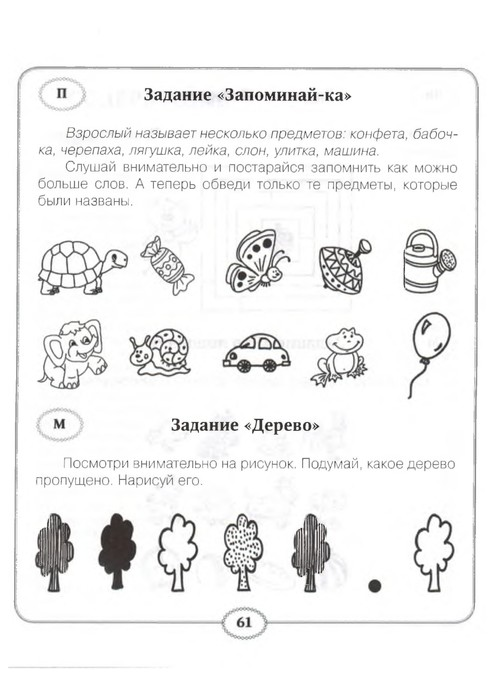 П
Задание «Запоминай-ка»
Взрослый называет несколько предметов: конфета, бабоч-
ка, черепаха, лягушка, лейка, слон, улитка, машина.
Слушай внимательно и постарайся запомнить как можно
больше слов. А теперь обведи только те предметы, которые
были названы.
М
Задание «Дерево»
Посмотри внимательно на рисунок. Подумай, какое дерево
пропущено. Нарисуй его.
61